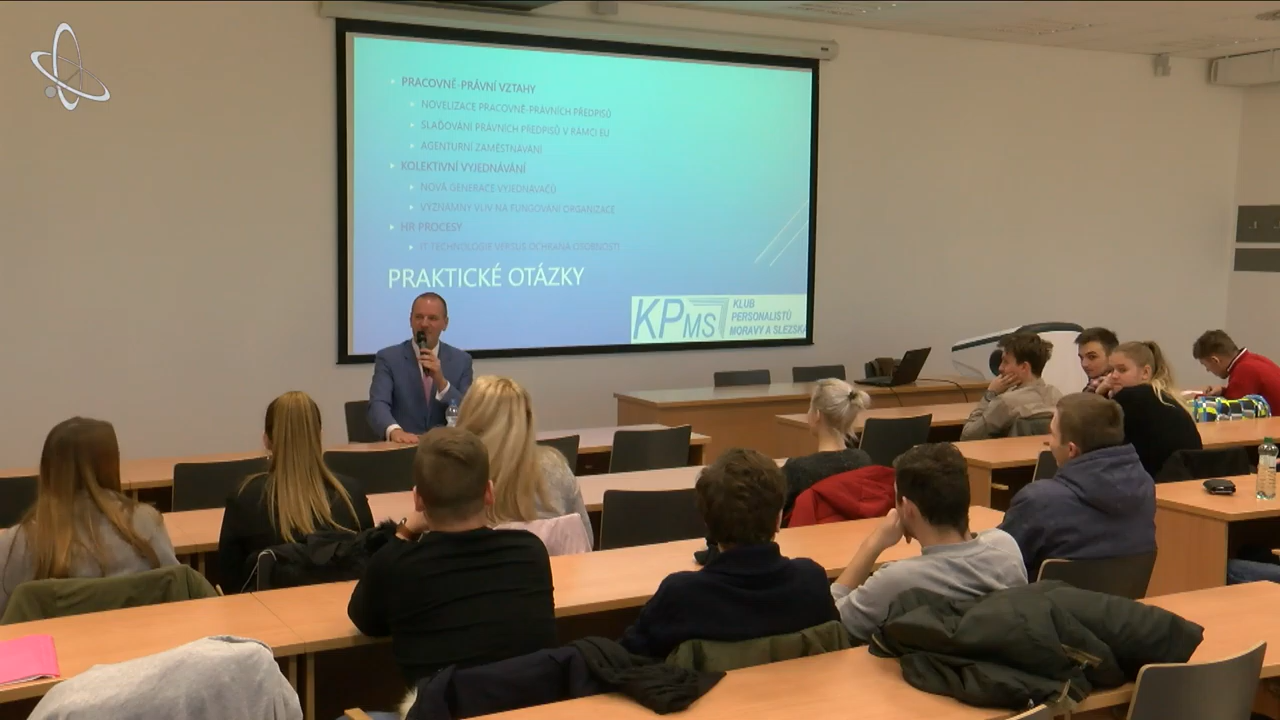 PRACOVNĚ-PRÁVNÍ VZTAHY
NOVELIZACE PRACOVNĚ-PRÁVNÍCH PŘEDPISŮ
SLAĎOVÁNÍ PRÁVNÍCH PŘEDPISŮ V RÁMCI EU
AGENTURNÍ ZAMĚSTNÁVÁNÍ
KOLEKTIVNÍ VYJEDNÁVÁNÍ
NOVÁ GENERACE VYJEDNAVAČŮ
VÝZNAMNÝ VLIV NA FUNGOVÁNÍ ORGANIZACE
HR PROCESY
IT TECHNOLOGIE VERSUS OCHRANA OSOBNOSTI
PRAKTICKÉ OTÁZKY
KPMS
KLUB
PERSONALISTŮ
MORAVY A SLEZSKA